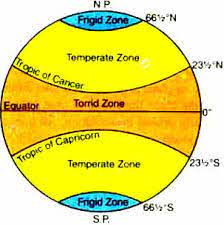 N P.
Frigid Zone
66½°N
Temperate Zone
23½°N
Tropic of Cancer
Equator
Torrid Zone
0°
Tropic of Capricorn
23½°S
Temperate Zone
Frigid Zone
66½°S
S.P.